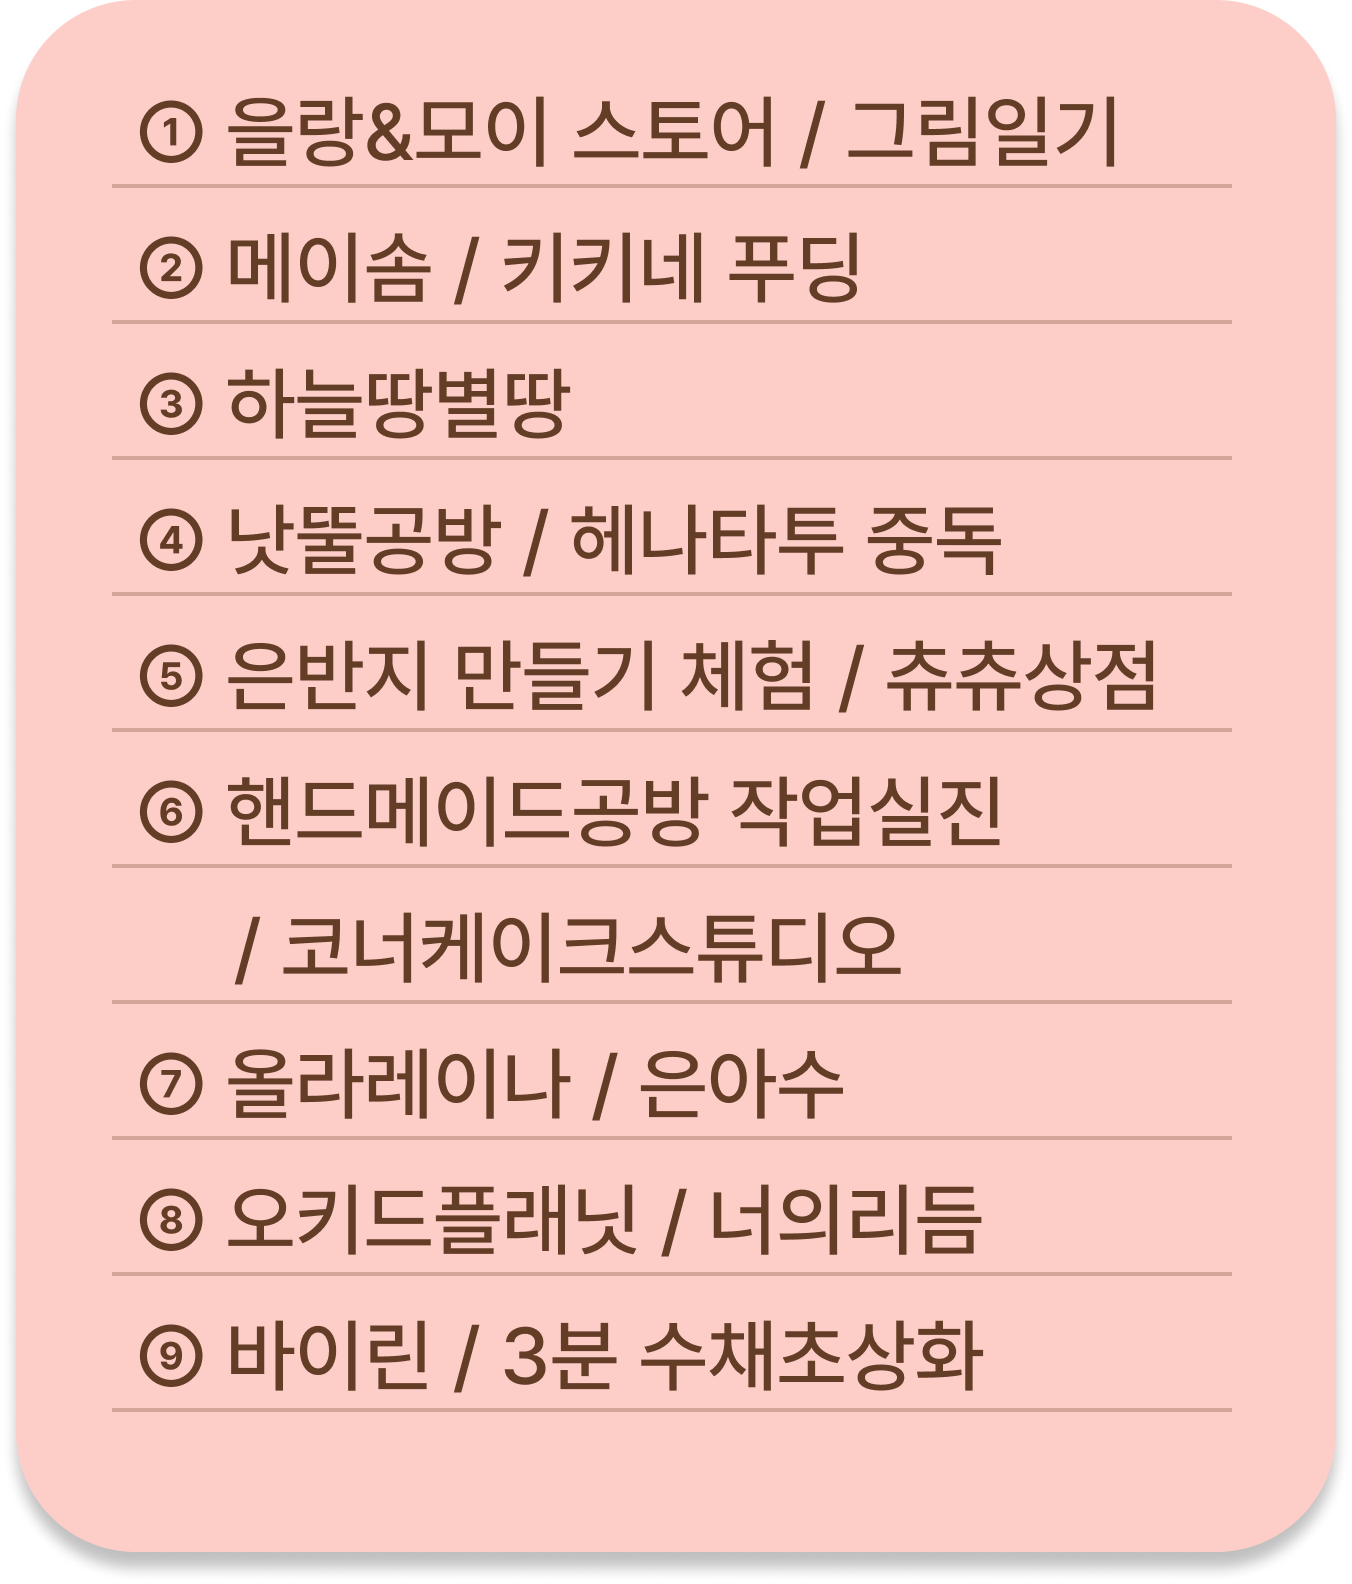 ① 을랑&모이 스토어 / 그림일기
② 메이솜 / 키키네 푸딩
③ 하늘땅별땅
④ 낫뚤공방 / 헤나타투 중독
⑤ 은반지 만들기 체험 / 츄츄상점
⑥ 핸드메이드공방 작업실진
/ 코너케이크스튜디오
⑦ 올라레이나 / 은아수
⑧ 오키드플래닛 / 너의리듬
⑨ 바이린 / 3분 수채초상화